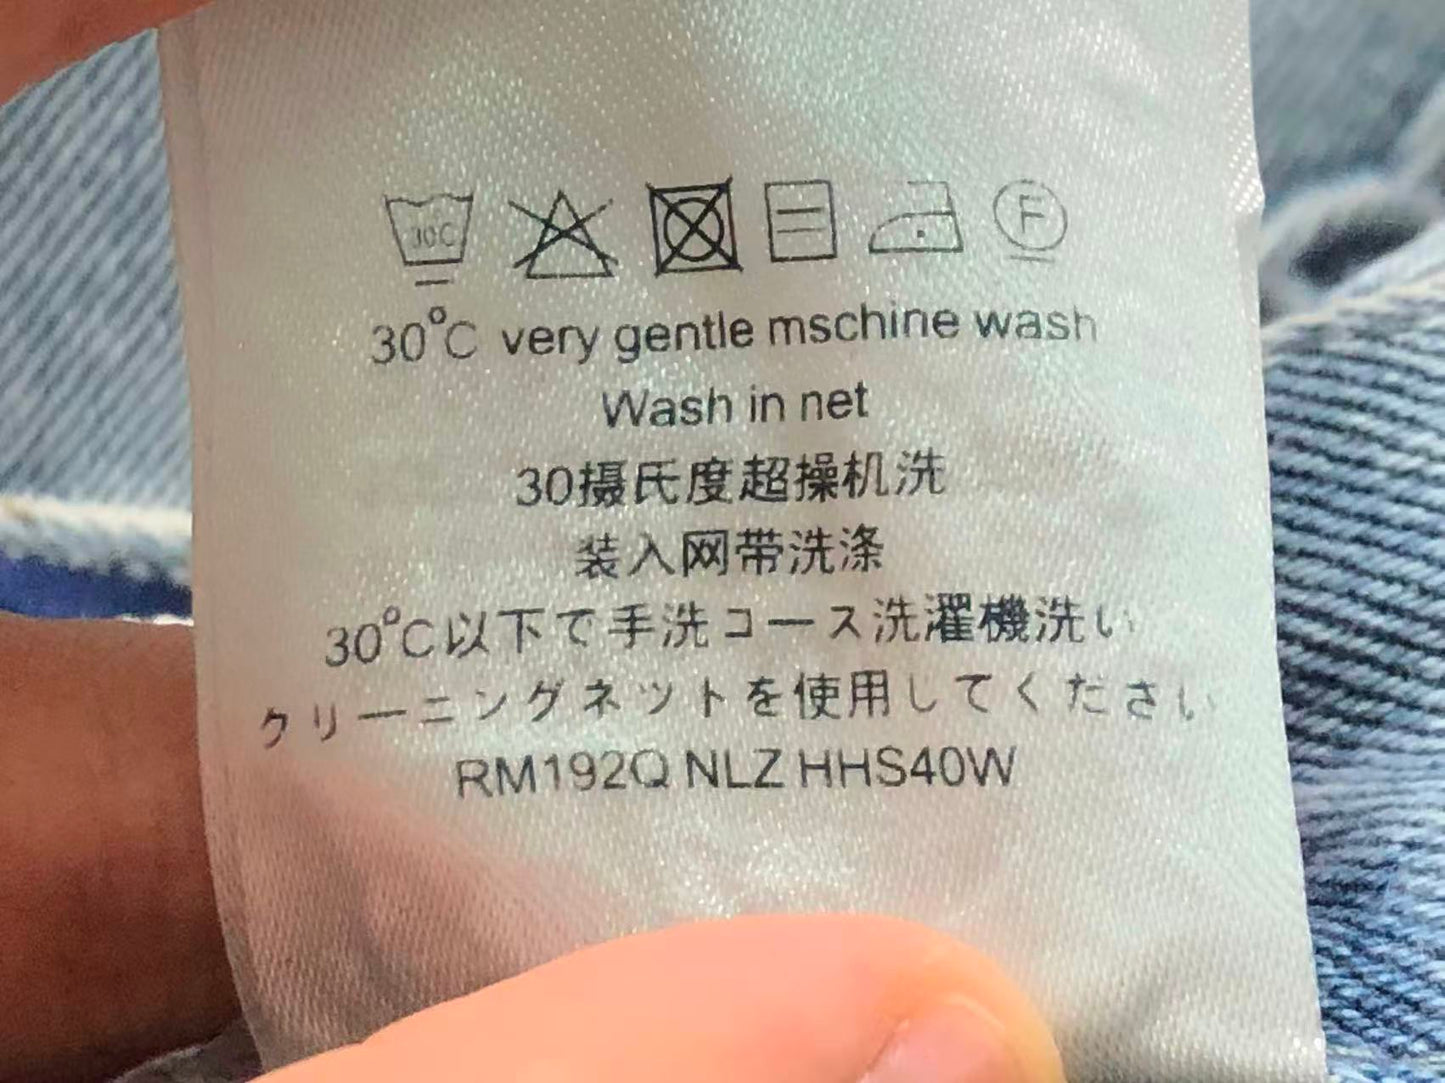 30C
F
30°C very gentle mschine wash
Wash in net
30摄氏度超操机洗
装入网带洗涤
30°C以下で手洗コース洗濯機洗い
クリーニングネットを使用してください
RM192Q NLZ HHS40W